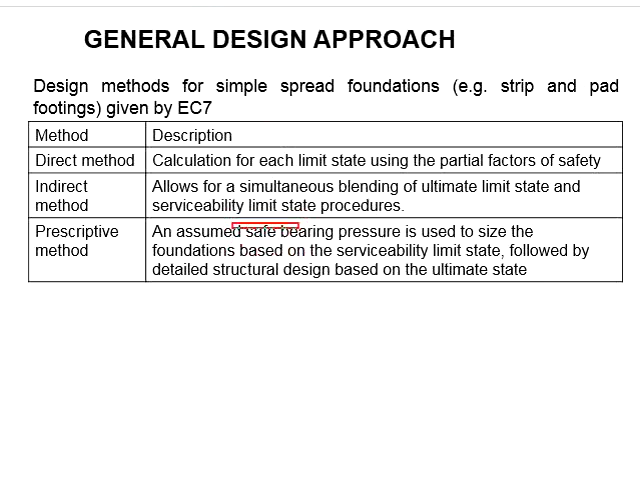 GENERAL DESIGN APPROACH
Design methods for simple spread foundations (e.g. strip and pad
footings) given by EC7
Method Description
Direct method Calculation for each limit state using the partial factors of safety
Indirect Allows for a simultaneous blending of ultimate limit state and
method serviceability limit state procedures.
Prescriptive An assumed safe bearing pressure is used to size the
method foundations based on the serviceability limit state, followed by
detailed structural design based on the ultimate state